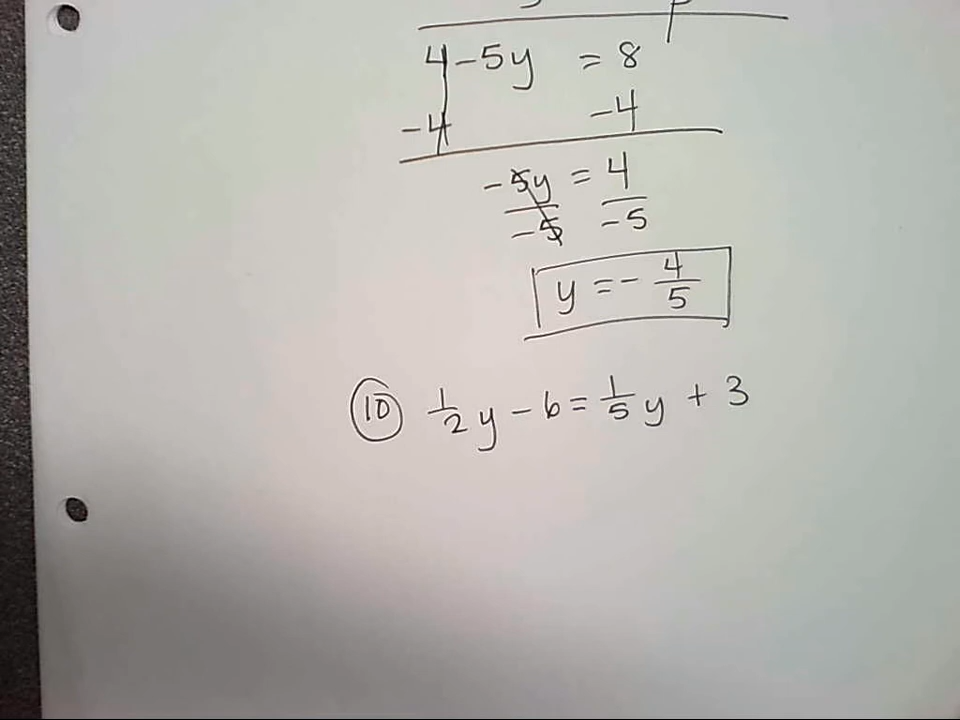 4 - 5y = 8
-4 -4
-5y = 4
-5 -5
y = - 4/5
10 1/2 y - 6 = 1/5 y + 3